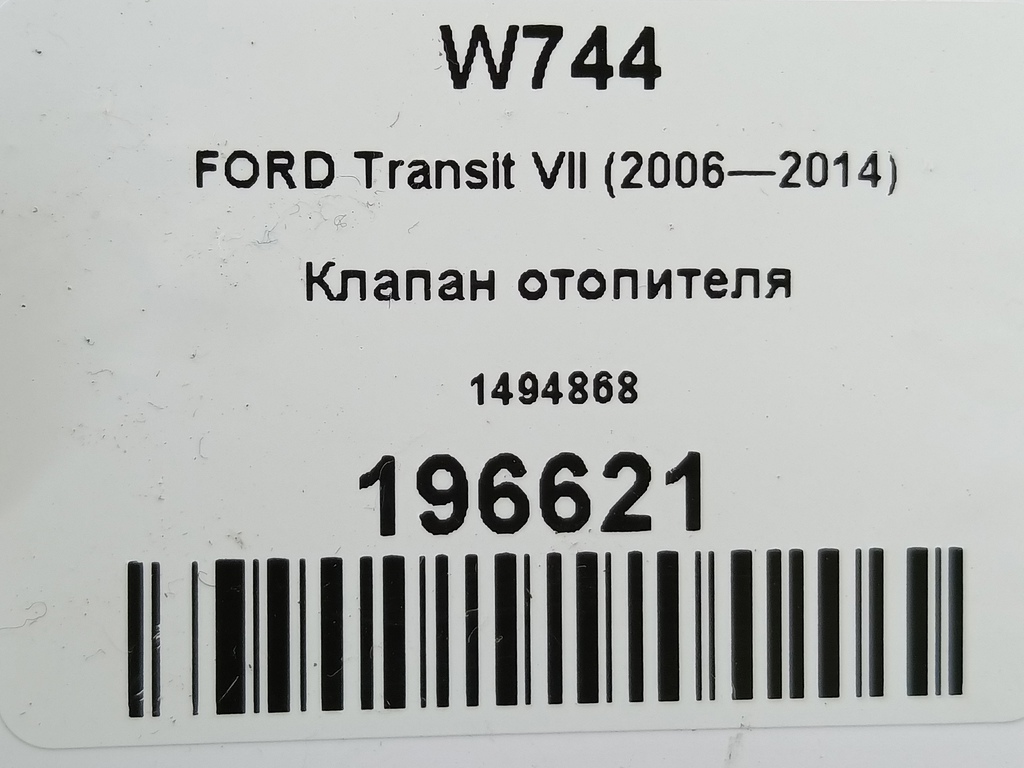 W744
FORD Transit VII (2006—2014)
Клапан отопителя
1494868
196621